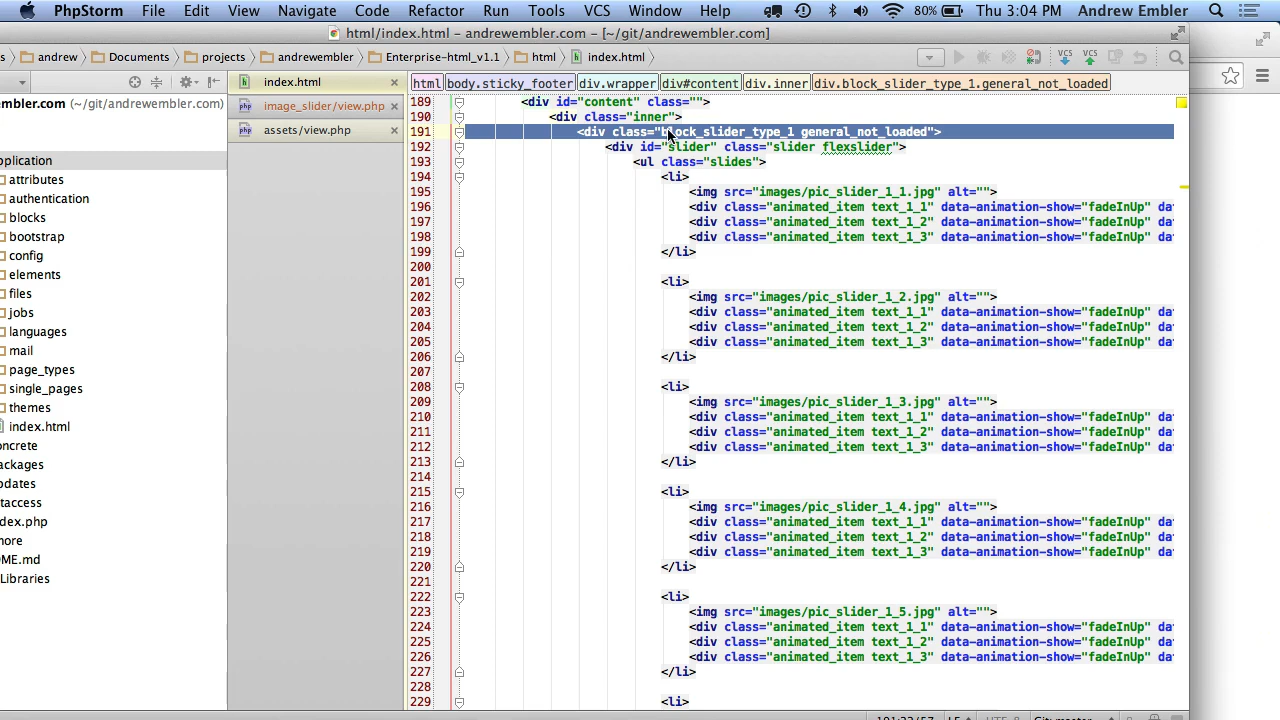 PhpStorm File Edit View Navigate Code Refactor Run Tools VCS Window Help 80% Thu 3:04 PM Andrew Embler
html/index.html – andrewembler.com – [~/git/andrewembler.com]
s andrew Documents projects andrewembler Enterprise-html_v1.1 html index.html
VCS VCS
index.html
image_slider/view.php
assets/view.php
html body.sticky_footer div.wrapper div#content div.inner div.block_slider_type_1.general_not_loaded
embler.com (~/git/andrewembler.com)
pplication
attributes
authentication
blocks
bootstrap
config
elements
files
jobs
languages
mail
page_types
single_pages
themes
index.html
oncrete
ackages
pdates
taccess
dex.php
nore
OME.md
Libraries
189 <div id="content" class="">
190 <div class="inner">
191 <div class="block_slider_type_1 general_not_loaded">
192 <div id="slider" class="slider flexslider">
193 <ul class="slides">
194 <li>
195 <img src="images/pic_slider_1_1.jpg" alt="">
196 <div class="animated_item text_1_1" data-animation-show="fadeInUp" da
197 <div class="animated_item text_1_2" data-animation-show="fadeInUp" da
198 <div class="animated_item text_1_3" data-animation-show="fadeInUp" da
199 </li>
200
201 <li>
202 <img src="images/pic_slider_1_2.jpg" alt="">
203 <div class="animated_item text_1_1" data-animation-show="fadeInUp" da
204 <div class="animated_item text_1_2" data-animation-show="fadeInUp" da
205 <div class="animated_item text_1_3" data-animation-show="fadeInUp" da
206 </li>
207
208 <li>
209 <img src="images/pic_slider_1_3.jpg" alt="">
210 <div class="animated_item text_1_1" data-animation-show="fadeInUp" da
211 <div class="animated_item text_1_2" data-animation-show="fadeInUp" da
212 <div class="animated_item text_1_3" data-animation-show="fadeInUp" da
213 </li>
214
215 <li>
216 <img src="images/pic_slider_1_4.jpg" alt="">
217 <div class="animated_item text_1_1" data-animation-show="fadeInUp" da
218 <div class="animated_item text_1_2" data-animation-show="fadeInUp" da
219 <div class="animated_item text_1_3" data-animation-show="fadeInUp" da
220 </li>
221
222 <li>
223 <img src="images/pic_slider_1_5.jpg" alt="">
224 <div class="animated_item text_1_1" data-animation-show="fadeInUp" da
225 <div class="animated_item text_1_2" data-animation-show="fadeInUp" da
226 <div class="animated_item text_1_3" data-animation-show="fadeInUp" da
227 </li>
228
229 <li>